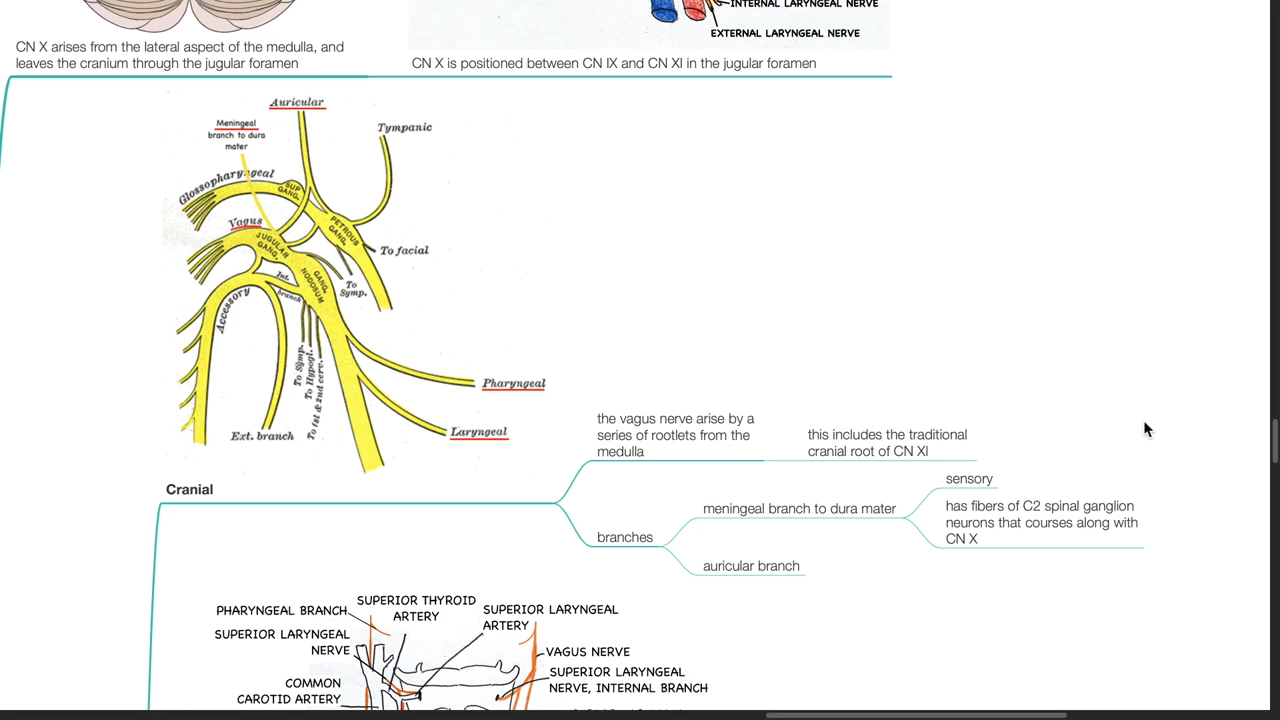 INTERNAL LARYNGEAL NERVE
EXTERNAL LARYNGEAL NERVE
CN X arises from the lateral aspect of the medulla, and
leaves the cranium through the jugular foramen
CN X is positioned between CN IX and CN XI in the jugular foramen
Auricular
Meningeal
branch to dura
mater
Tympanic
Glossopharyngeal
SUP
GANG.
Vagus
JUGULAR
GANG.
PETROUS
GANG.
To facial
GANG.
NODOSUM
Int.
branch
To
Symp.
Accessory
To Symp.
To Hypogl.
To 1st & 2nd cerv.
Ext. branch
Pharyngeal
Laryngeal
Cranial
the vagus nerve arise by a
series of rootlets from the
medulla
this includes the traditional
cranial root of CN XI
branches
meningeal branch to dura mater
sensory
has fibers of C2 spinal ganglion
neurons that courses along with
CN X
auricular branch
PHARYNGEAL BRANCH
SUPERIOR THYROID
ARTERY
SUPERIOR LARYNGEAL
ARTERY
SUPERIOR LARYNGEAL
NERVE
VAGUS NERVE
SUPERIOR LARYNGEAL
NERVE, INTERNAL BRANCH
COMMON
CAROTID ARTERY